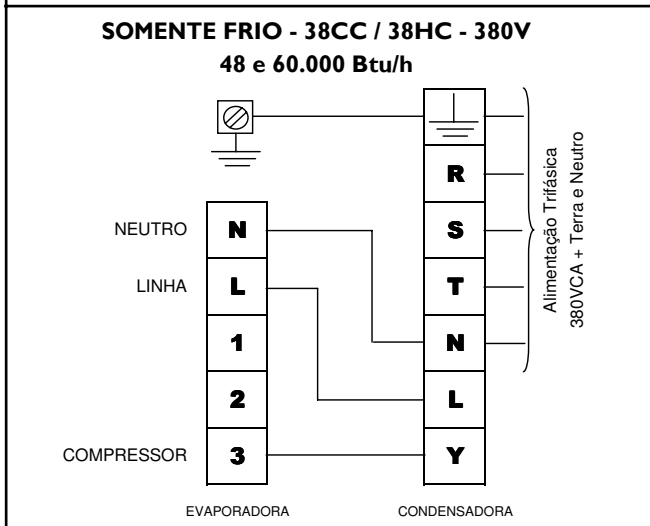 SOMENTE FRIO - 38CC / 38HC - 380V
48 e 60.000 Btu/h
R
NEUTRO N S
LINHA L T
1 N
2 L
COMPRESSOR 3 Y
EVAPORADORA CONDENSADORA
Alimentação Trifásica
380VCA + Terra e Neutro